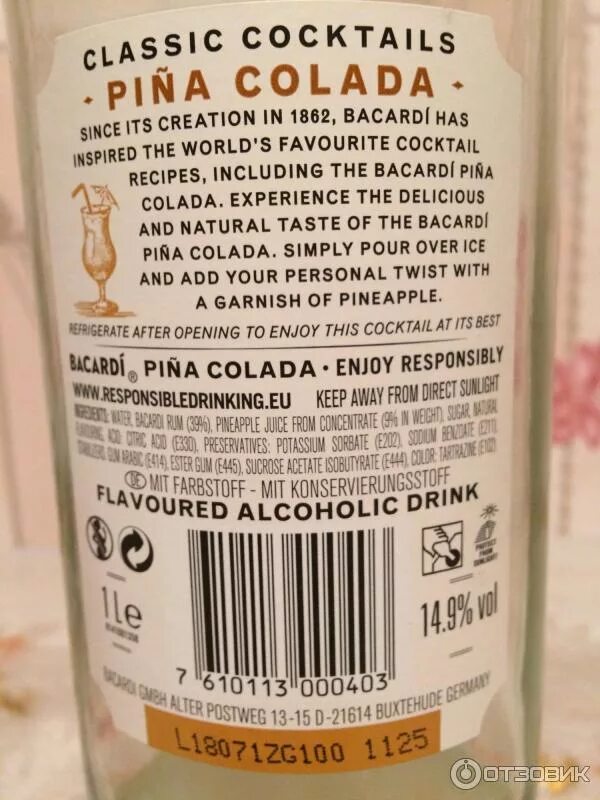 CLASSIC COCKTAILS
· PIÑA COLADA ·
SINCE ITS CREATION IN 1862, BACARDÍ HAS
INSPIRED THE WORLD'S FAVOURITE COCKTAIL
RECIPES, INCLUDING THE BACARDÍ PIÑA
COLADA. EXPERIENCE THE DELICIOUS
AND NATURAL TASTE OF THE BACARDÍ
PIÑA COLADA. SIMPLY POUR OVER ICE
AND ADD YOUR PERSONAL TWIST WITH
A GARNISH OF PINEAPPLE.
REFRIGERATE AFTER OPENING TO ENJOY THIS COCKTAIL AT ITS BEST
BACARDÍ® PIÑA COLADA · ENJOY RESPONSIBLY
WWW.RESPONSIBLEDRINKING.EU KEEP AWAY FROM DIRECT SUNLIGHT
INGREDIENTS: WATER, BACARDI RUM (39%), PINEAPPLE JUICE FROM CONCENTRATE (9% IN WEIGHT), SUGAR, NATURAL
FLAVOURING, ACID: CITRIC ACID (E330), PRESERVATIVES: POTASSIUM SORBATE (E202), SODIUM BENZOATE (E211),
STABILIZERS: GUM ARABIC (E414), ESTER GUM (E445), SUCROSE ACETATE ISOBUTYRATE (E444), COLOR: TARTRAZINE (E102)
DE MIT FARBSTOFF - MIT KONSERVIERUNGSSTOFF
FLAVOURED ALCOHOLIC DRINK
PROTECT
FROM
SUNLIGHT
1 L e
14.9% vol
7 610113 000403
BACARDI GMBH ALTER POSTWEG 13-15 D-21614 BUXTEHUDE GERMANY
L18071ZG100 1125
ОТЗОВИК